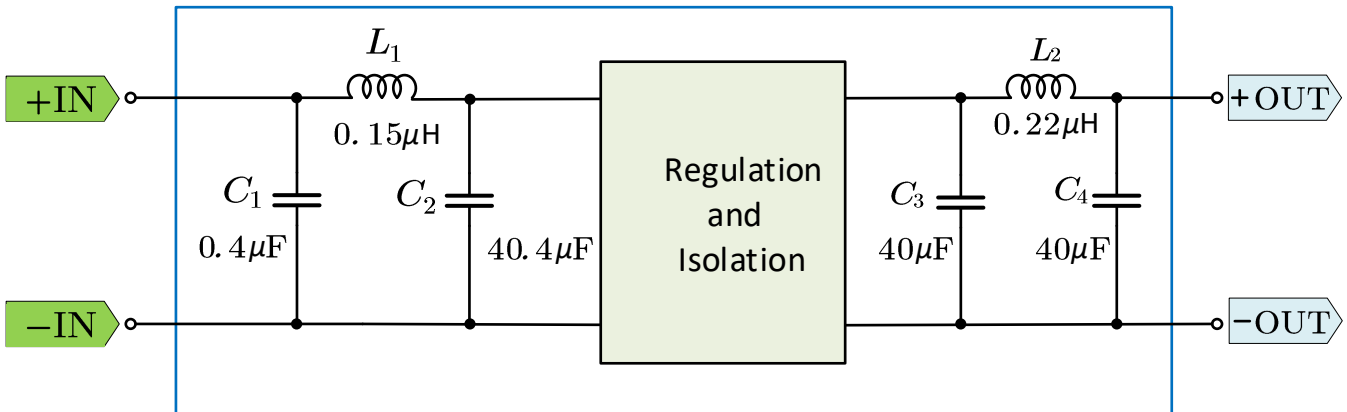 L₁
L₂
+IN
+OUT
0.15μH
0.22μH
Regulation
and
Isolation
C₁
C₂
C₃
C₄
0.4μF
40.4μF
40μF
40μF
−IN
−OUT